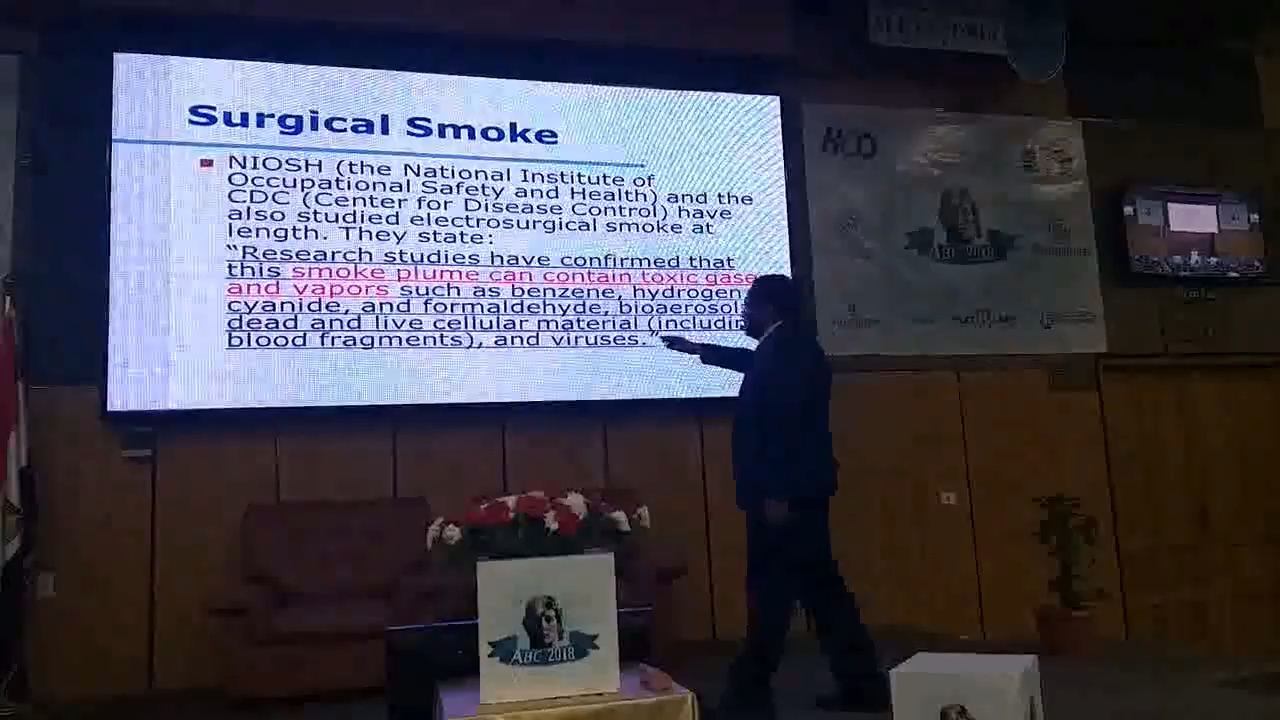 Surgical Smoke
NIOSH (the National Institute of
Occupational Safety and Health) and the
CDC (Center for Disease Control) have
also studied electrosurgical smoke at
length. They state:
“Research studies have confirmed that
this smoke plume can contain toxic gase
and vapors such as benzene, hydrogen
cyanide, and formaldehyde, bioaerosol
dead and live cellular material (includin
blood fragments), and viruses.”
ABC 2018
ABC 2018